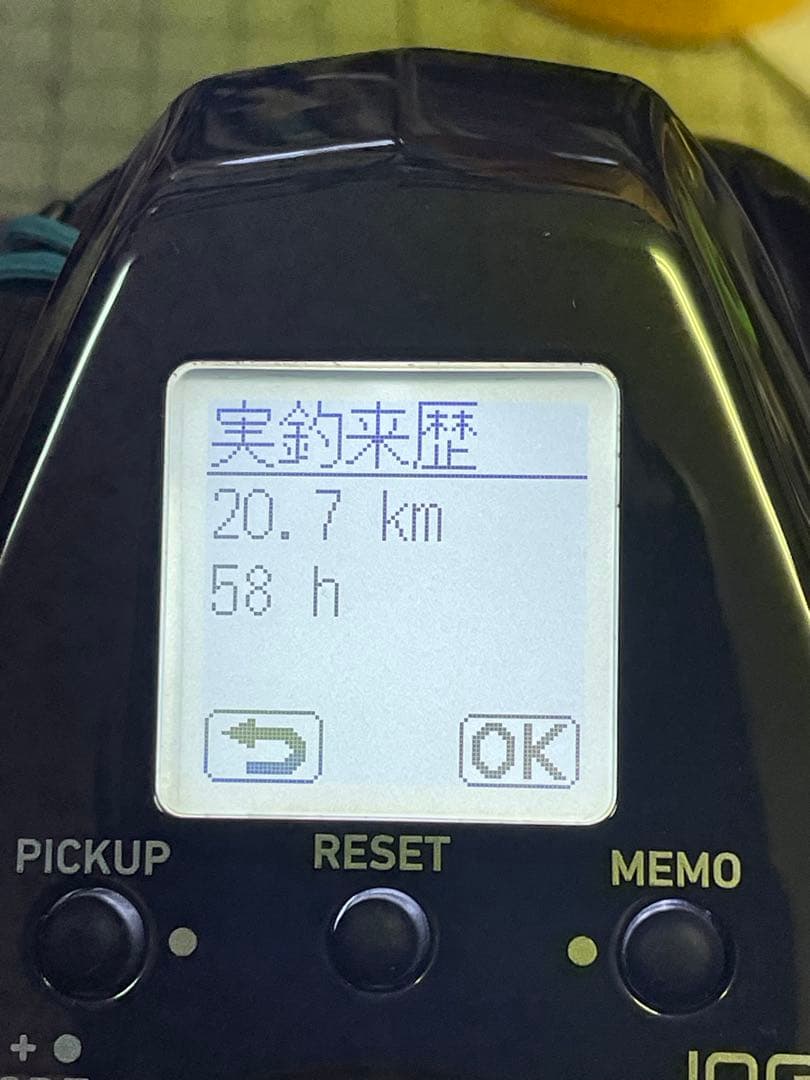 実釣来歴
20.7 km
58 h
OK
PICKUP
RESET
MEMO
+